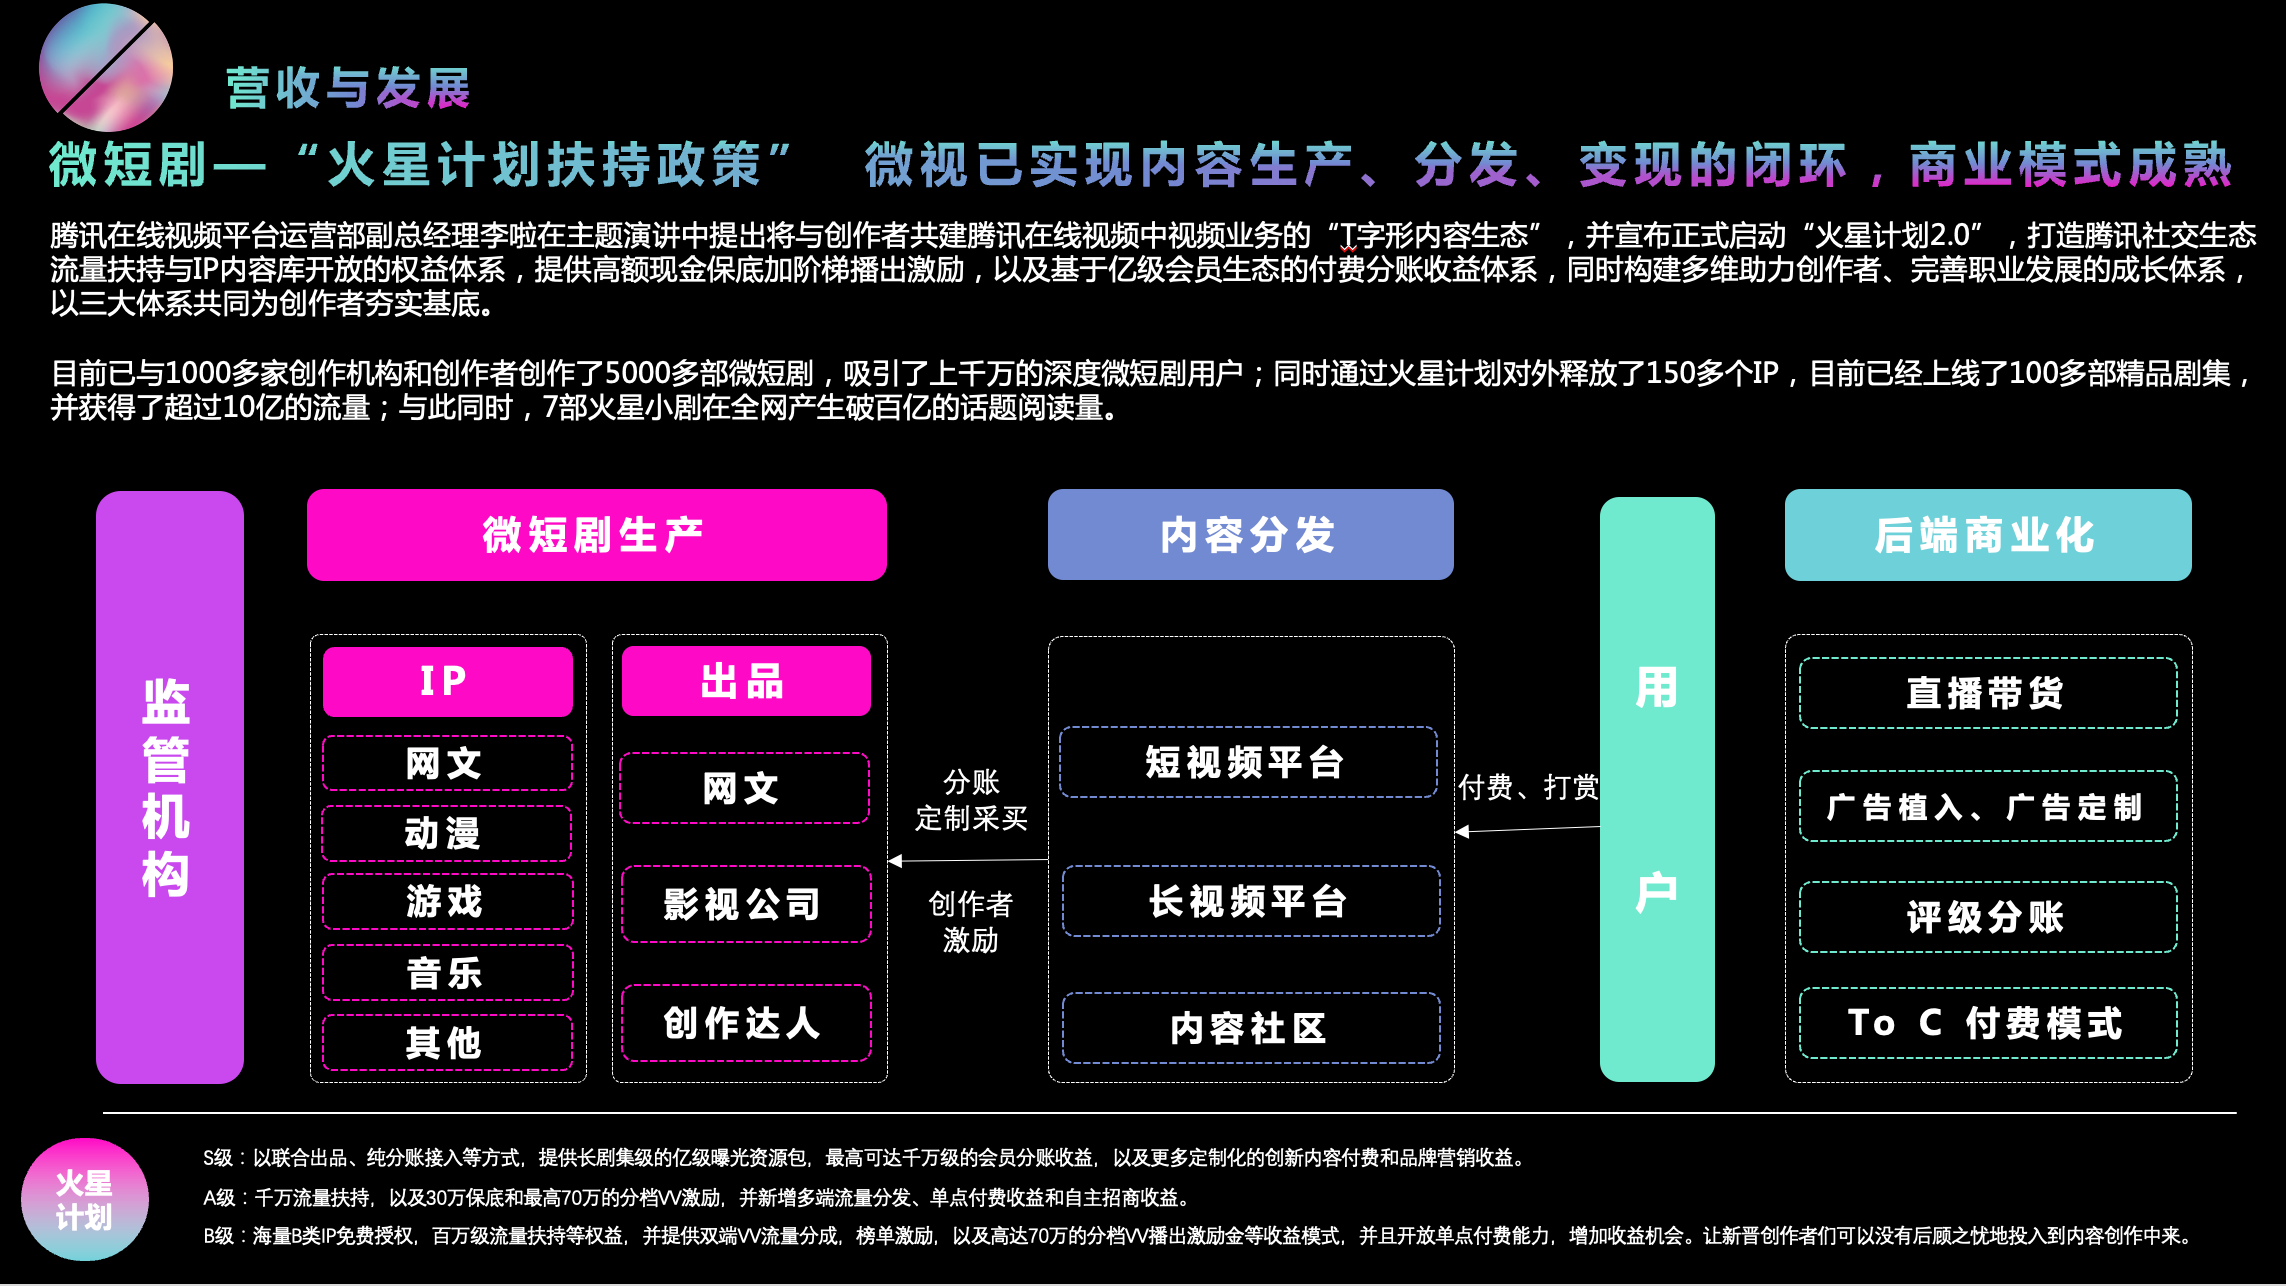 营收与发展
微短剧—“火星计划扶持政策”　微视已实现内容生产、分发、变现的闭环，商业模式成熟
腾讯在线视频平台运营部副总经理李啦在主题演讲中提出将与创作者共建腾讯在线视频中视频业务的“T字形内容生态”，并宣布正式启动“火星计划2.0”，打造腾讯社交生态
流量扶持与IP内容库开放的权益体系，提供高额现金保底加阶梯播出激励，以及基于亿级会员生态的付费分账收益体系，同时构建多维助力创作者、完善职业发展的成长体系，
以三大体系共同为创作者夯实基底。
目前已与1000多家创作机构和创作者创作了5000多部微短剧，吸引了上千万的深度微短剧用户；同时通过火星计划对外释放了150多个IP，目前已经上线了100多部精品剧集，
并获得了超过10亿的流量；与此同时，7部火星小剧在全网产生破百亿的话题阅读量。
监管机构
微短剧生产
IP
网文
动漫
游戏
音乐
其他
出品
网文
影视公司
创作达人
分账
定制采买
创作者
激励
内容分发
短视频平台
长视频平台
内容社区
付费、打赏
用户
后端商业化
直播带货
广告植入、广告定制
评级分账
To C 付费模式
火星
计划
S级：以联合出品、纯分账接入等方式，提供长剧集级的亿级曝光资源包，最高可达千万级的会员分账收益，以及更多定制化的创新内容付费和品牌营销收益。
A级：千万流量扶持，以及30万保底和最高70万的分档VV激励，并新增多端流量分发、单点付费收益和自主招商收益。
B级：海量B类IP免费授权，百万级流量扶持等权益，并提供双端VV流量分成，榜单激励，以及高达70万的分档VV播出激励金等收益模式，并且开放单点付费能力，增加收益机会。让新晋创作者们可以没有后顾之忧地投入到内容创作中来。